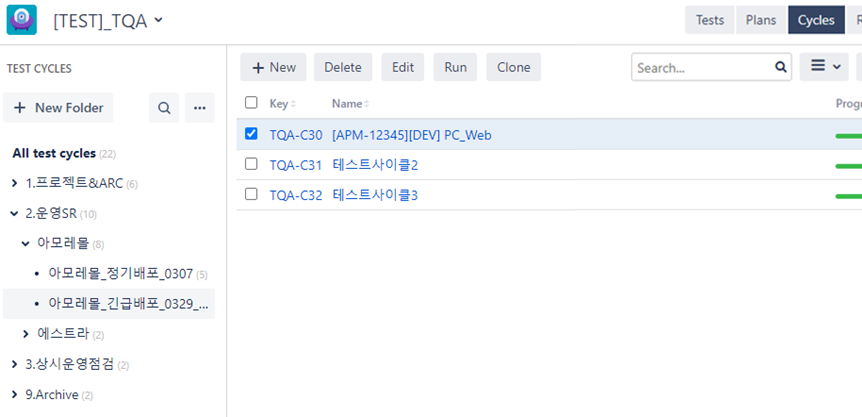 [TEST]_TQA
Tests Plans Cycles
TEST CYCLES
New Folder
All test cycles (22)
1.프로젝트&ARC (6)
2.운영SR (10)
아모레몰 (8)
아모레몰_정기배포_0307 (5)
아모레몰_긴급배포_0329_...
에스트라 (2)
3.상시운영점검 (2)
9.Archive (2)
New Delete Edit Run Clone Search...
Key Name Progr
TQA-C30 [APM-12345][DEV] PC_Web
TQA-C31 테스트사이클2
TQA-C32 테스트사이클3